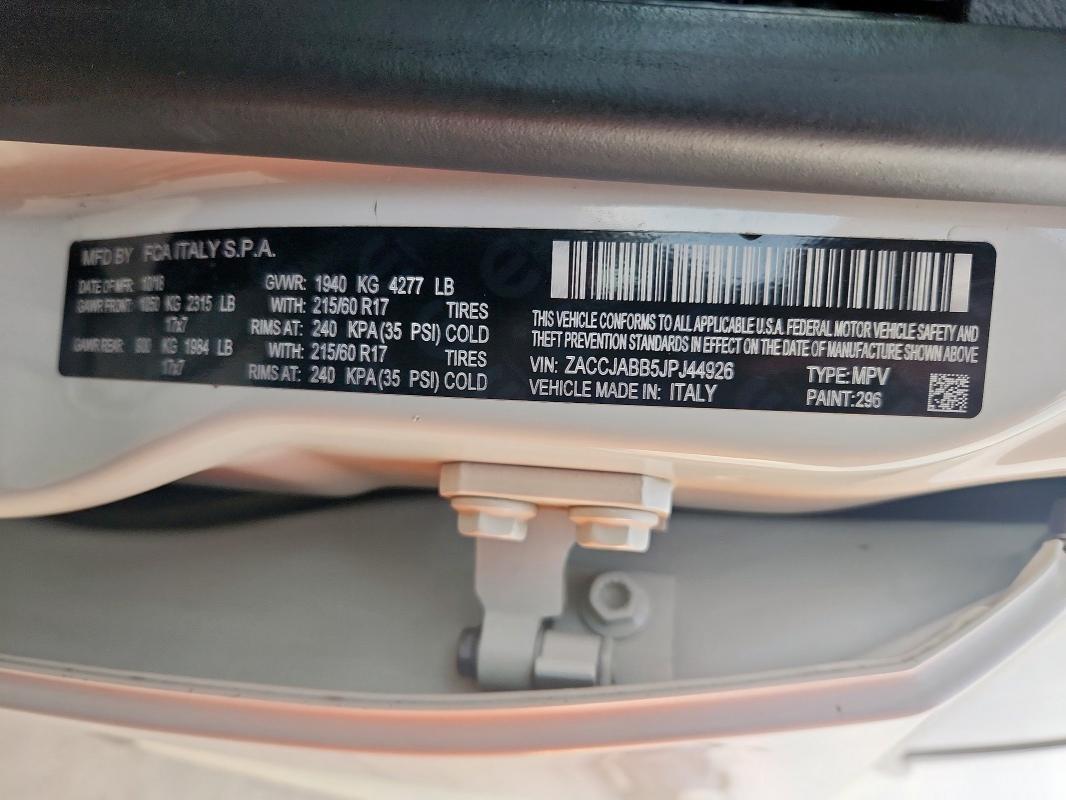 MFD BY FCA ITALY S.P.A.
DATE OF MFR 1018 GVWR: 1940 KG 4277 LB
GAWR FRONT: 1050 KG 2315 LB WITH: 215/60 R17 TIRES
17x7 RIMS AT: 240 KPA(35 PSI) COLD
GAWR REAR: KG 1984 LB WITH: 215/60 R17 TIRES
17x7 RIMS AT: 240 KPA(35 PSI) COLD
THIS VEHICLE CONFORMS TO ALL APPLICABLE U.S.A. FEDERAL MOTOR VEHICLE SAFETY AND
THEFT PREVENTION STANDARDS IN EFFECT ON THE DATE OF MANUFACTURE SHOWN ABOVE
VIN: ZACCJABB5JPJ44926 TYPE: MPV
VEHICLE MADE IN: ITALY PAINT: 296